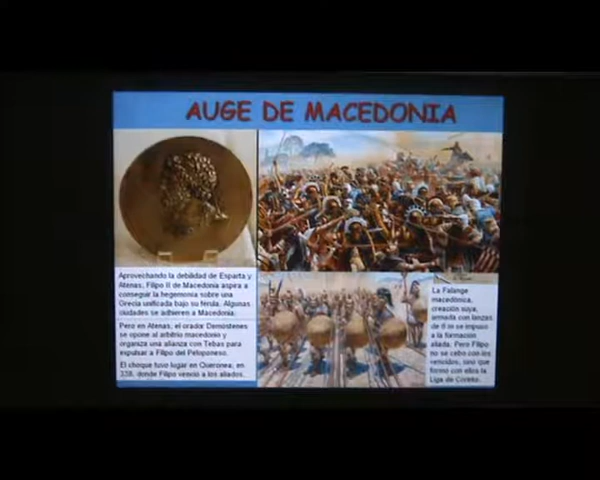 AUGE DE MACEDONIA
Aprovechando la debilidad de Esparta y
Atenas, Filipo II de Macedonia aspira a
conseguir la hegemonía sobre una
Grecia unificada bajo su férula. Algunas
ciudades se adhieren a Macedonia.
Pero en Atenas, el orador Demóstenes
se opone al arbitrio macedonio y
organiza una alianza con Tebas para
expulsar a Filipo del Peloponeso.
El choque tuvo lugar en Queronea, en
338, donde Filipo venció a los aliados.
La Falange
macedónica,
creación suya,
armada con lanzas
de 6 m se impuso
a la formación
aliada. Pero Filipo
no se cebó con los
vencidos, sino que
formó con ellos la
Liga de Corinto.